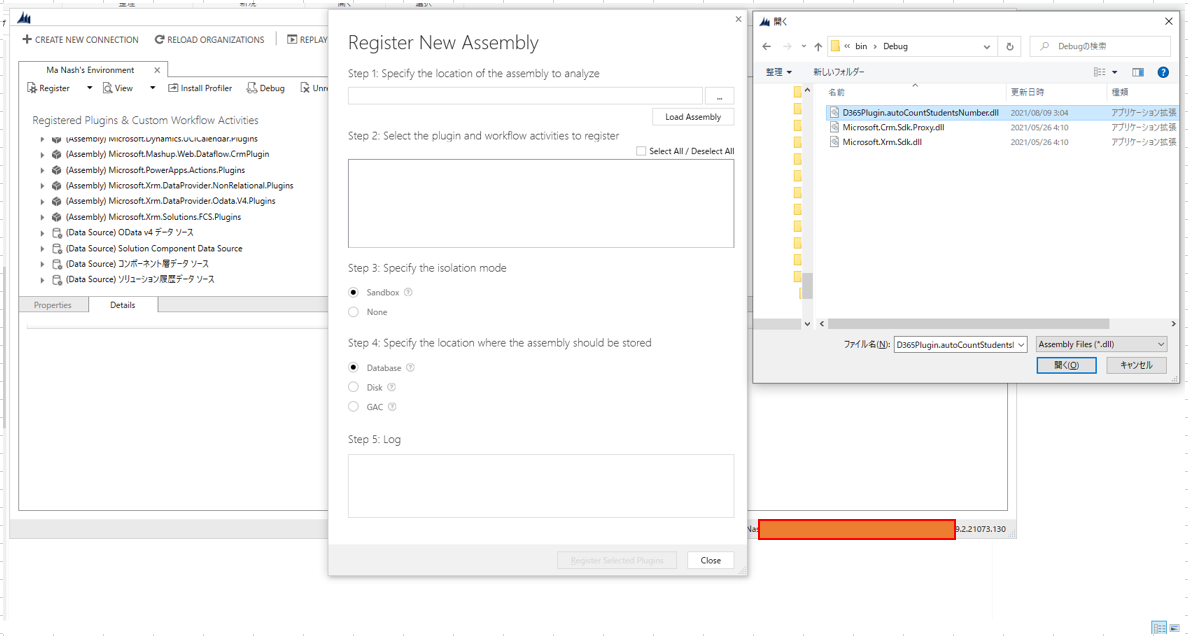 CREATE NEW CONNECTION
RELOAD ORGANIZATIONS
REPLAY
Ma Nash's Environment
Register
View
Install Profiler
Debug
Unre
Registered Plugins & Custom Workflow Activities
(Assembly) Microsoft.Dynamics.UCICalendar.Plugins
(Assembly) Microsoft.Mashup.Web.Dataflow.CrmPlugin
(Assembly) Microsoft.PowerApps.Actions.Plugins
(Assembly) Microsoft.Xrm.DataProvider.NonRelational.Plugins
(Assembly) Microsoft.Xrm.DataProvider.Odata.V4.Plugins
(Assembly) Microsoft.Xrm.Solutions.FCS.Plugins
(Data Source) OData v4 データ ソース
(Data Source) Solution Component Data Source
(Data Source) コンポーネント層データ ソース
(Data Source) ソリューション履歴データ ソース
Properties
Details
Register New Assembly
Step 1: Specify the location of the assembly to analyze
...
Load Assembly
Step 2: Select the plugin and workflow activities to register
Select All / Deselect All
Step 3: Specify the isolation mode
Sandbox
None
Step 4: Specify the location where the assembly should be stored
Database
Disk
GAC
Step 5: Log
Register Selected Plugins
Close
Nas
9.2.21073.130
開く
« bin › Debug
Debugの検索
整理
新しいフォルダー
名前
更新日時
種類
D365Plugin.autoCountStudentsNumber.dll
2021/08/09 3:04
アプリケーション拡張
Microsoft.Crm.Sdk.Proxy.dll
2021/05/26 4:10
アプリケーション拡張
Microsoft.Xrm.Sdk.dll
2021/05/26 4:10
アプリケーション拡張
ファイル名(N):
D365Plugin.autoCountStudentsl
Assembly Files (*.dll)
開く(O)
キャンセル